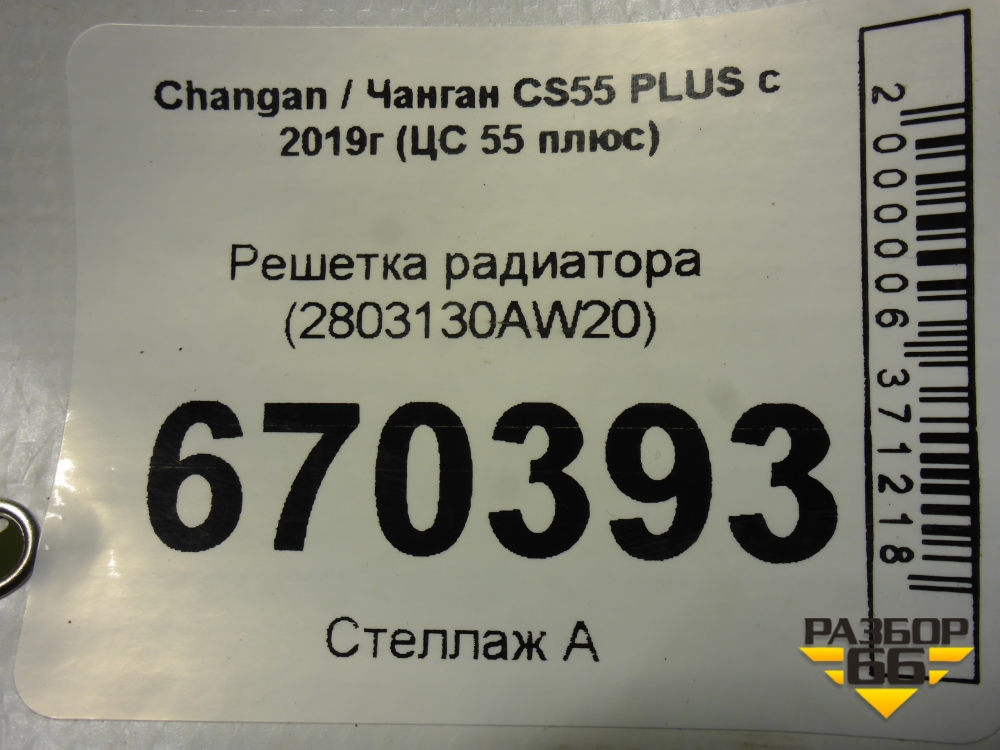 Changan / Чанган CS55 PLUS с
2019г (ЦС 55 плюс)
Решетка радиатора
(2803130AW20)
670393
Стеллаж А
2000006371218
РАЗБОР
66